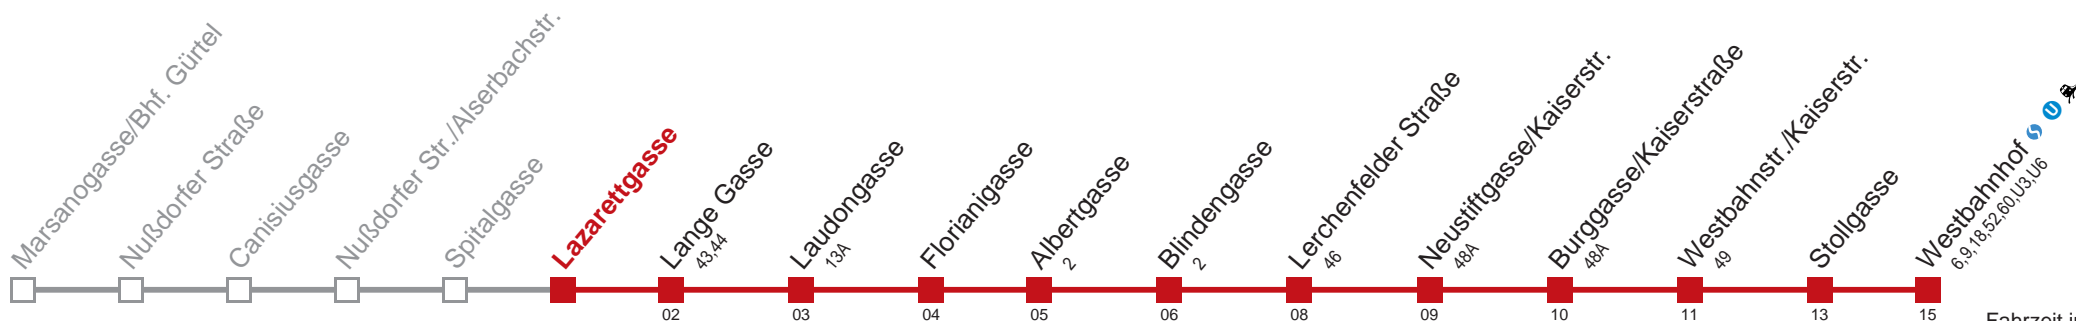 Marsanogasse/Bhf. Gürtel
Nußdorfer Straße
Canisiusgasse
Nußdorfer Str./Alserbachstr.
Spitalgasse
Lazarettgasse
Lange Gasse
43,44
Laudongasse
13A
Florianigasse
Albertgasse
2
Blindengasse
2
Lerchenfelder Straße
46
Neustiftgasse/Kaiserstr.
48A
Burggasse/Kaiserstraße
48A
Westbahnstr./Kaiserstr.
49
Stollgasse
Westbahnhof S U
6,9,18,52,60,U3,U6
02 03 04 05 06 08 09 10 11 13 15
Fahrzeit